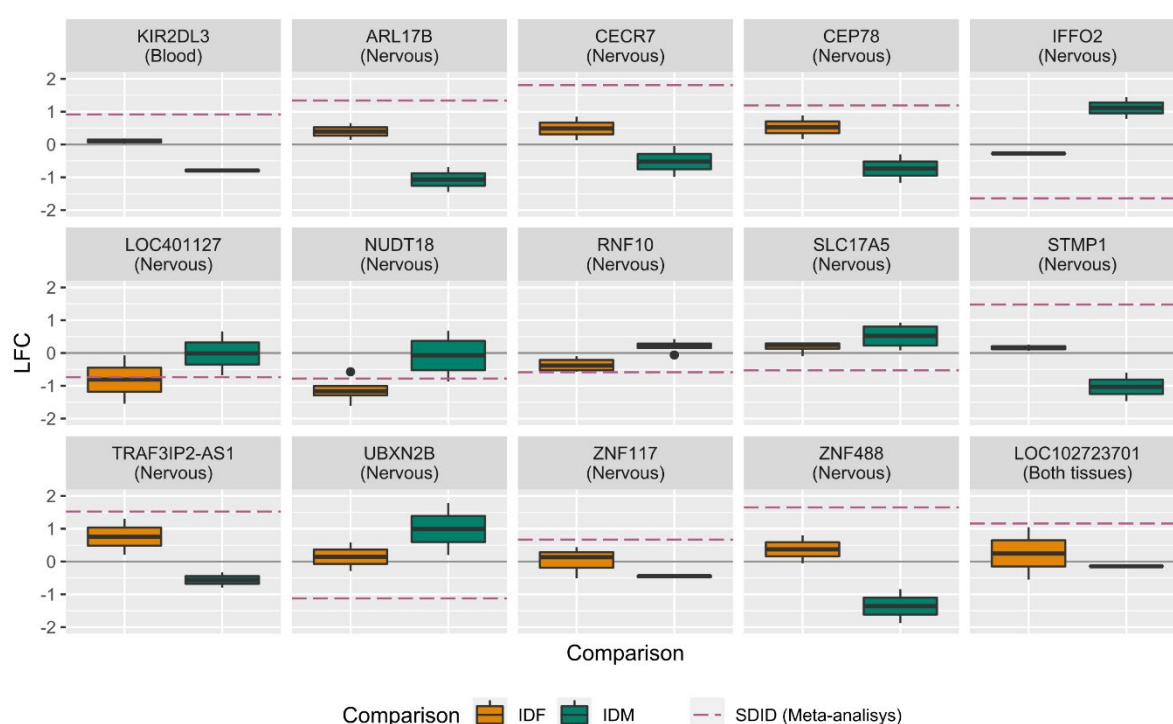 KIR2DL3
(Blood)
ARL17B
(Nervous)
CECR7
(Nervous)
CEP78
(Nervous)
IFFO2
(Nervous)
2
1
0
-1
-2
LOC401127
(Nervous)
NUDT18
(Nervous)
RNF10
(Nervous)
SLC17A5
(Nervous)
STMP1
(Nervous)
2
1
0
-1
-2
LFC
TRAF3IP2-AS1
(Nervous)
UBXN2B
(Nervous)
ZNF117
(Nervous)
ZNF488
(Nervous)
LOC102723701
(Both tissues)
2
1
0
-1
-2
Comparison
Comparison IDF IDM SDID (Meta-analisys)